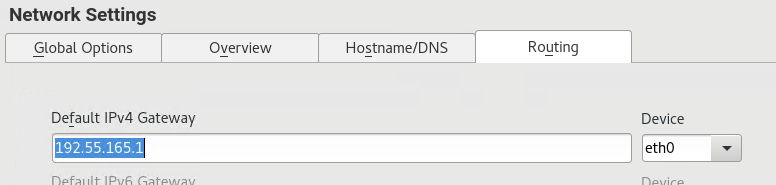 Network Settings
Global Options Overview Hostname/DNS Routing
Default IPv4 Gateway Device
192.55.165.1 eth0
Default IPv6 Gateway Device